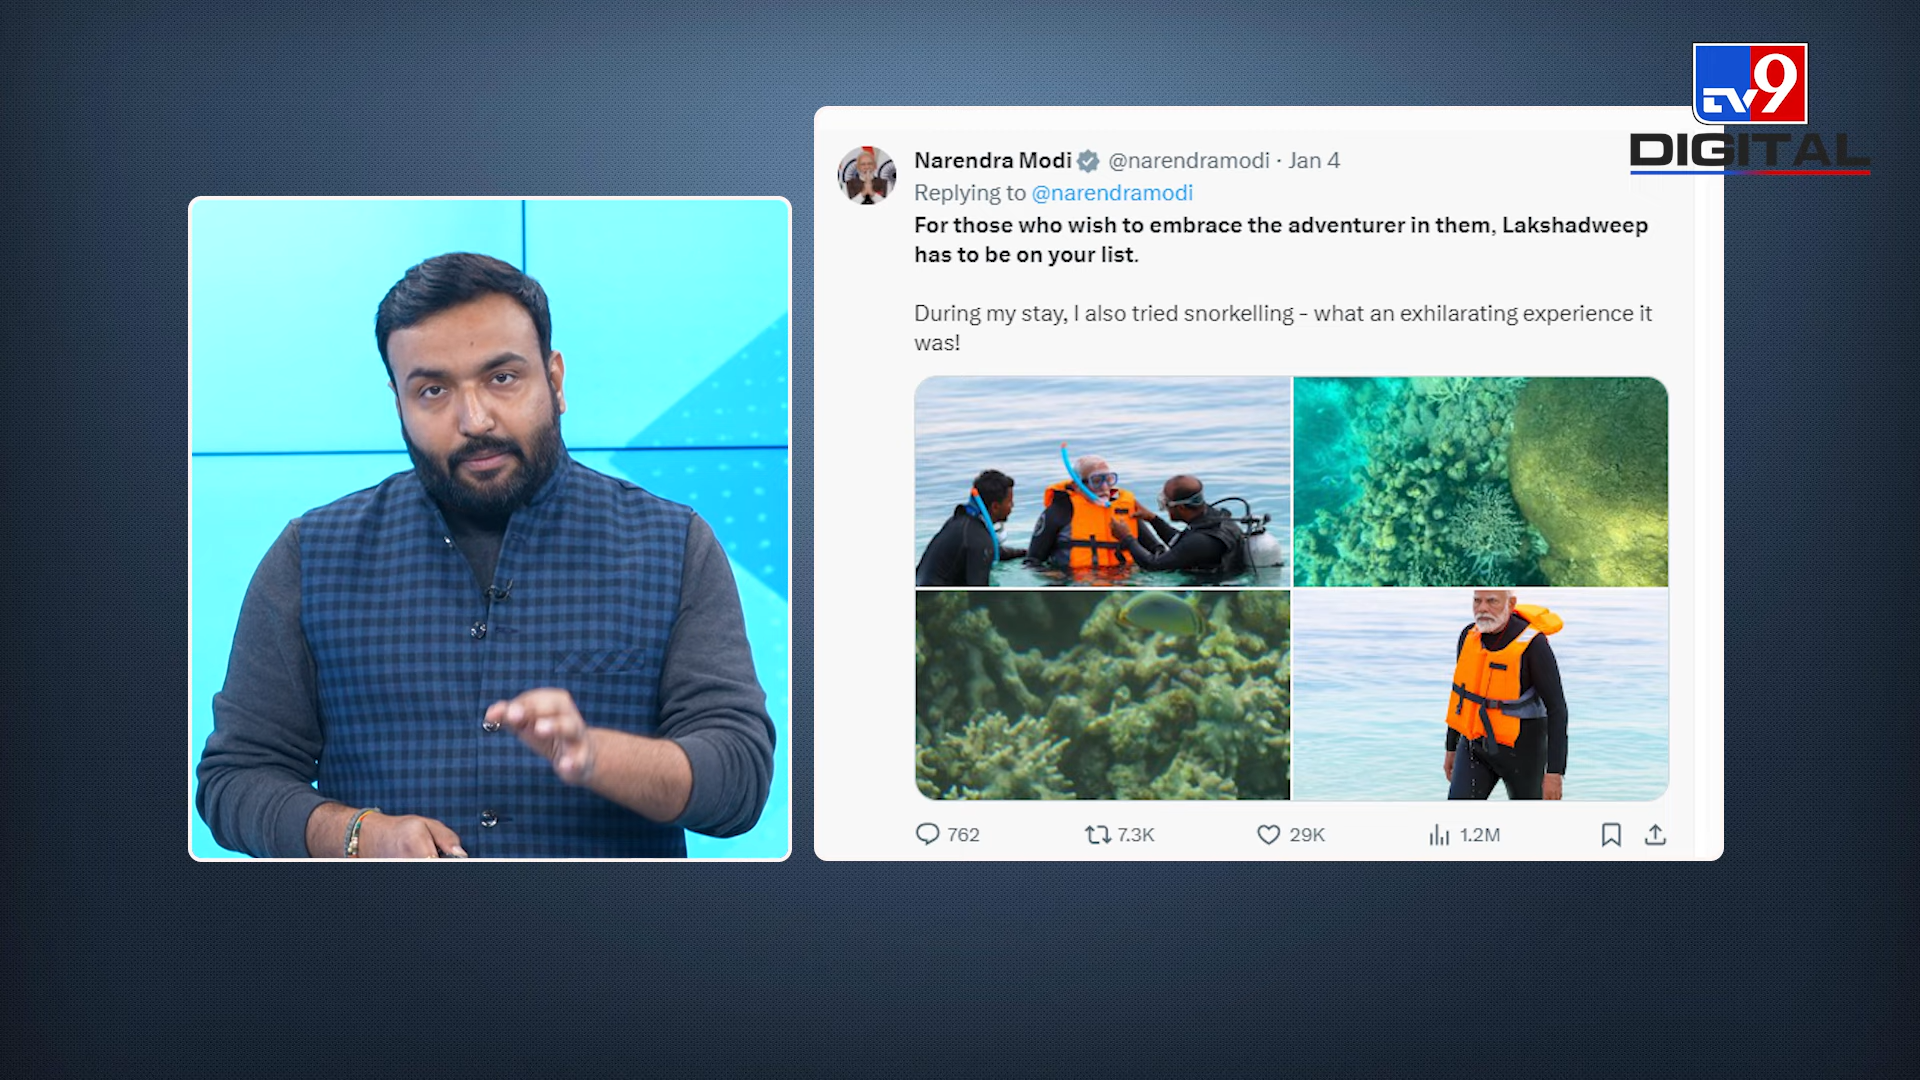 TV9
DIGITAL
Narendra Modi @narendramodi · Jan 4
Replying to @narendramodi
For those who wish to embrace the adventurer in them, Lakshadweep
has to be on your list.
During my stay, I also tried snorkelling - what an exhilarating experience it
was!
762 7.3K 29K 1.2M